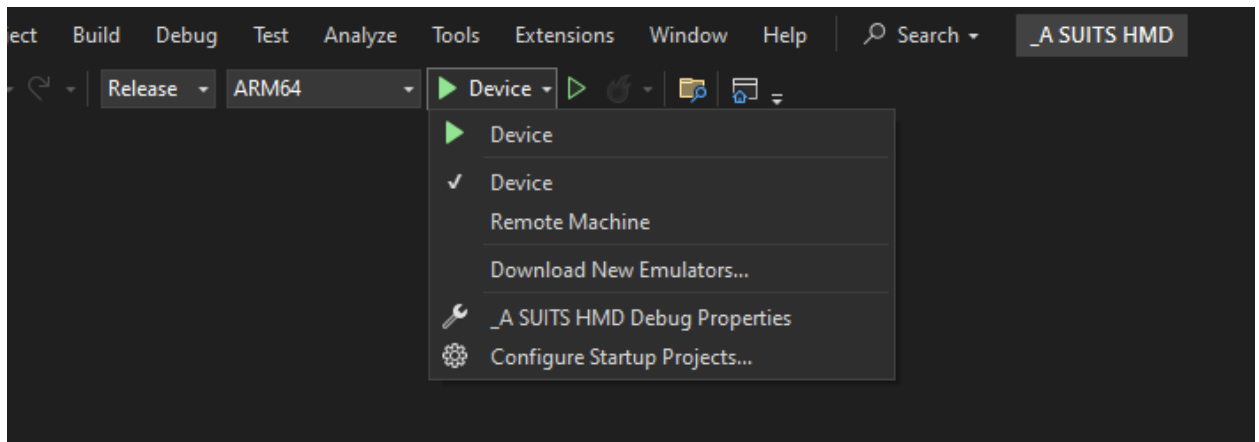 ect Build Debug Test Analyze Tools Extensions Window Help Search _A SUITS HMD
Release ARM64 Device
Device
Device
Remote Machine
Download New Emulators...
_A SUITS HMD Debug Properties
Configure Startup Projects...